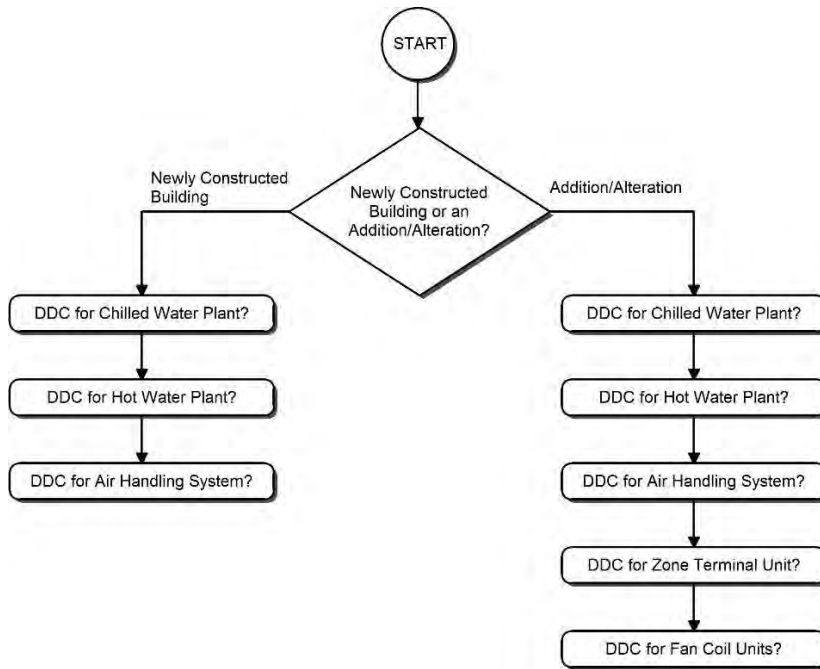 START
Newly Constructed
Building
Newly Constructed
Building or an
Addition/Alteration?
Addition/Alteration
DDC for Chilled Water Plant?
DDC for Hot Water Plant?
DDC for Air Handling System?
DDC for Chilled Water Plant?
DDC for Hot Water Plant?
DDC for Air Handling System?
DDC for Zone Terminal Unit?
DDC for Fan Coil Units?